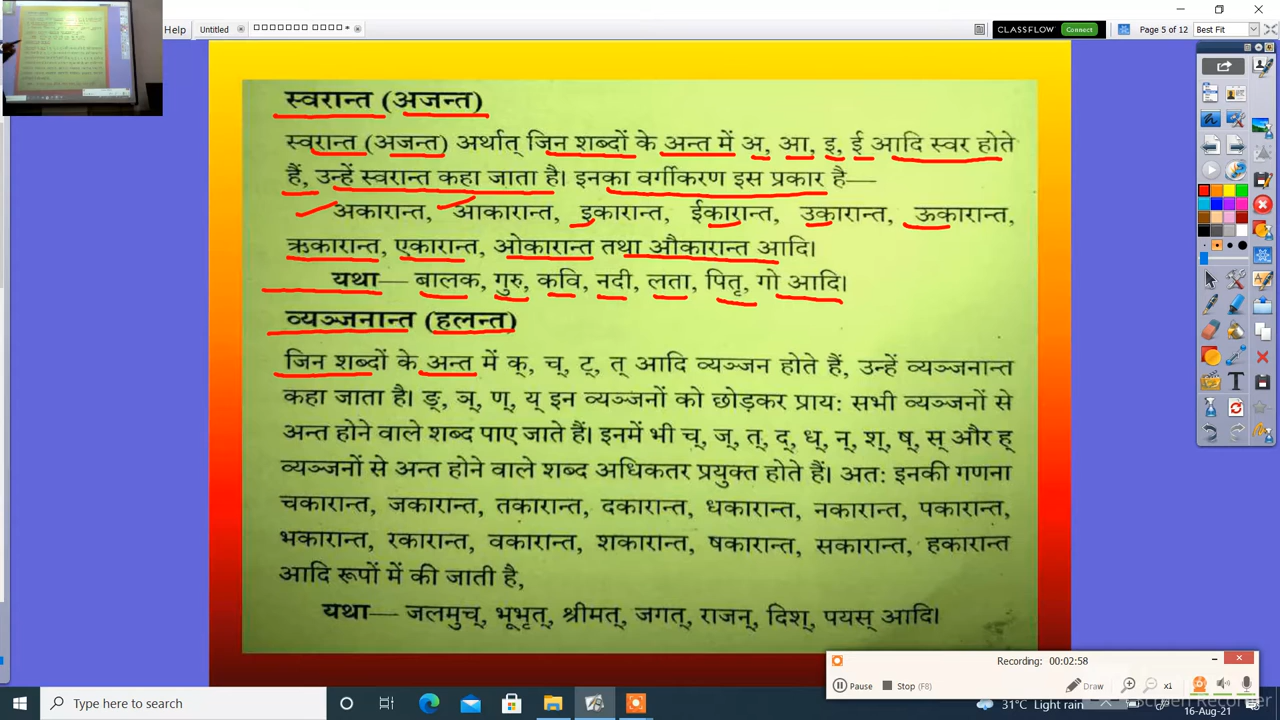 Help
Untitled
CLASSFLOW Connect
Page 5 of 12
Best Fit
स्वरान्त (अजन्त)
स्वरान्त (अजन्त) अर्थात् जिन शब्दों के अन्त में अ, आ, इ, ई आदि स्वर होते
हैं, उन्हें स्वरान्त कहा जाता है। इनका वर्गीकरण इस प्रकार है—
अकारान्त, आकारान्त, इकारान्त, ईकारान्त, उकारान्त, ऊकारान्त,
ऋकारान्त, एकारान्त, ओकारान्त तथा औकारान्त आदि।
यथा— बालक, गुरु, कवि, नदी, लता, पितृ, गो आदि।
व्यञ्जनान्त (हलन्त)
जिन शब्दों के अन्त में क्, च्, ट्, त् आदि व्यञ्जन होते हैं, उन्हें व्यञ्जनान्त
कहा जाता है। ङ्, ञ्, ण्, य् इन व्यञ्जनों को छोड़कर प्राय: सभी व्यञ्जनों से
अन्त होने वाले शब्द पाए जाते हैं। इनमें भी च्, ज्, त्, द्, ध्, न्, श्, ष्, स् और ह्
व्यञ्जनों से अन्त होने वाले शब्द अधिकतर प्रयुक्त होते हैं। अत: इनकी गणना
चकारान्त, जकारान्त, तकारान्त, दकारान्त, धकारान्त, नकारान्त, पकारान्त,
भकारान्त, रकारान्त, वकारान्त, शकारान्त, षकारान्त, सकारान्त, हकारान्त
आदि रूपों में की जाती है,
यथा— जलमुच्, भूभृत्, श्रीमत्, जगत्, राजन्, दिश्, पयस् आदि।
Recording: 00:02:58
Pause Stop (F8) Draw x1
Type here to search
31°C Light rain
16-Aug-21